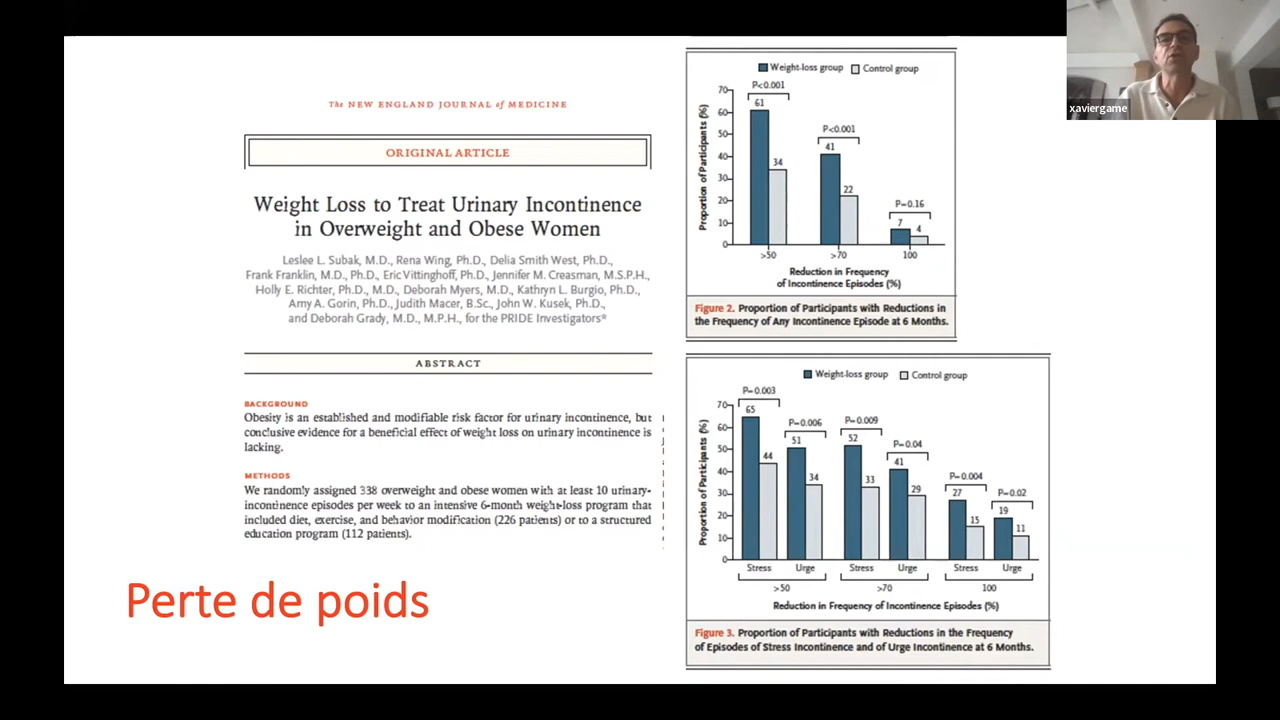 The NEW ENGLAND JOURNAL of MEDICINE
ORIGINAL ARTICLE
Weight Loss to Treat Urinary Incontinence
in Overweight and Obese Women
Leslee L. Subak, M.D., Rena Wing, Ph.D., Delia Smith West, Ph.D.,
Frank Franklin, M.D., Ph.D., Eric Vittinghoff, Ph.D., Jennifer M. Creasman, M.S.P.H.,
Holly E. Richter, Ph.D., M.D., Deborah Myers, M.D., Kathryn L. Burgio, Ph.D.,
Amy A. Gorin, Ph.D., Judith Macer, B.Sc., John W. Kusek, Ph.D.,
and Deborah Grady, M.D., M.P.H., for the PRIDE Investigators*
ABSTRACT
BACKGROUND
Obesity is an established and modifiable risk factor for urinary incontinence, but
conclusive evidence for a beneficial effect of weight loss on urinary incontinence is
lacking.
METHODS
We randomly assigned 338 overweight and obese women with at least 10 urinary-
incontinence episodes per week to an intensive 6-month weight-loss program that
included diet, exercise, and behavior modification (226 patients) or to a structured
education program (112 patients).
Perte de poids
Weight-loss group Control group
Proportion of Participants (%)
70
60
50
40
30
20
10
0
P<0.001
61
34
P<0.001
41
22
P=0.16
7
4
>50 >70 100
Reduction in Frequency
of Incontinence Episodes (%)
Figure 2. Proportion of Participants with Reductions in
the Frequency of Any Incontinence Episode at 6 Months.
Weight-loss group Control group
Proportion of Participants (%)
70
60
50
40
30
20
10
0
P=0.003
65
44
P=0.006
51
34
P=0.009
52
33
P=0.04
41
29
P=0.004
27
15
P=0.02
19
11
Stress Urge Stress Urge Stress Urge
>50 >70 100
Reduction in Frequency of Incontinence Episodes (%)
Figure 3. Proportion of Participants with Reductions in the Frequency
of Episodes of Stress Incontinence and of Urge Incontinence at 6 Months.
xaviergame